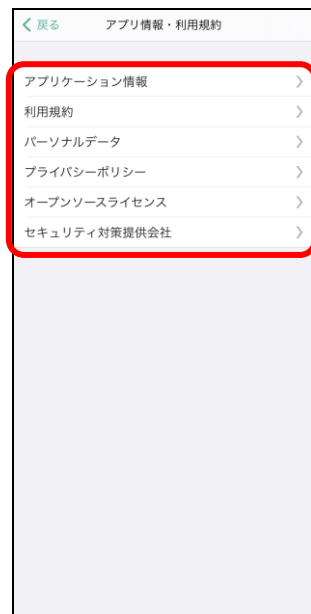 戻る アプリ情報・利用規約
アプリケーション情報
利用規約
パーソナルデータ
プライバシーポリシー
オープンソースライセンス
セキュリティ対策提供会社